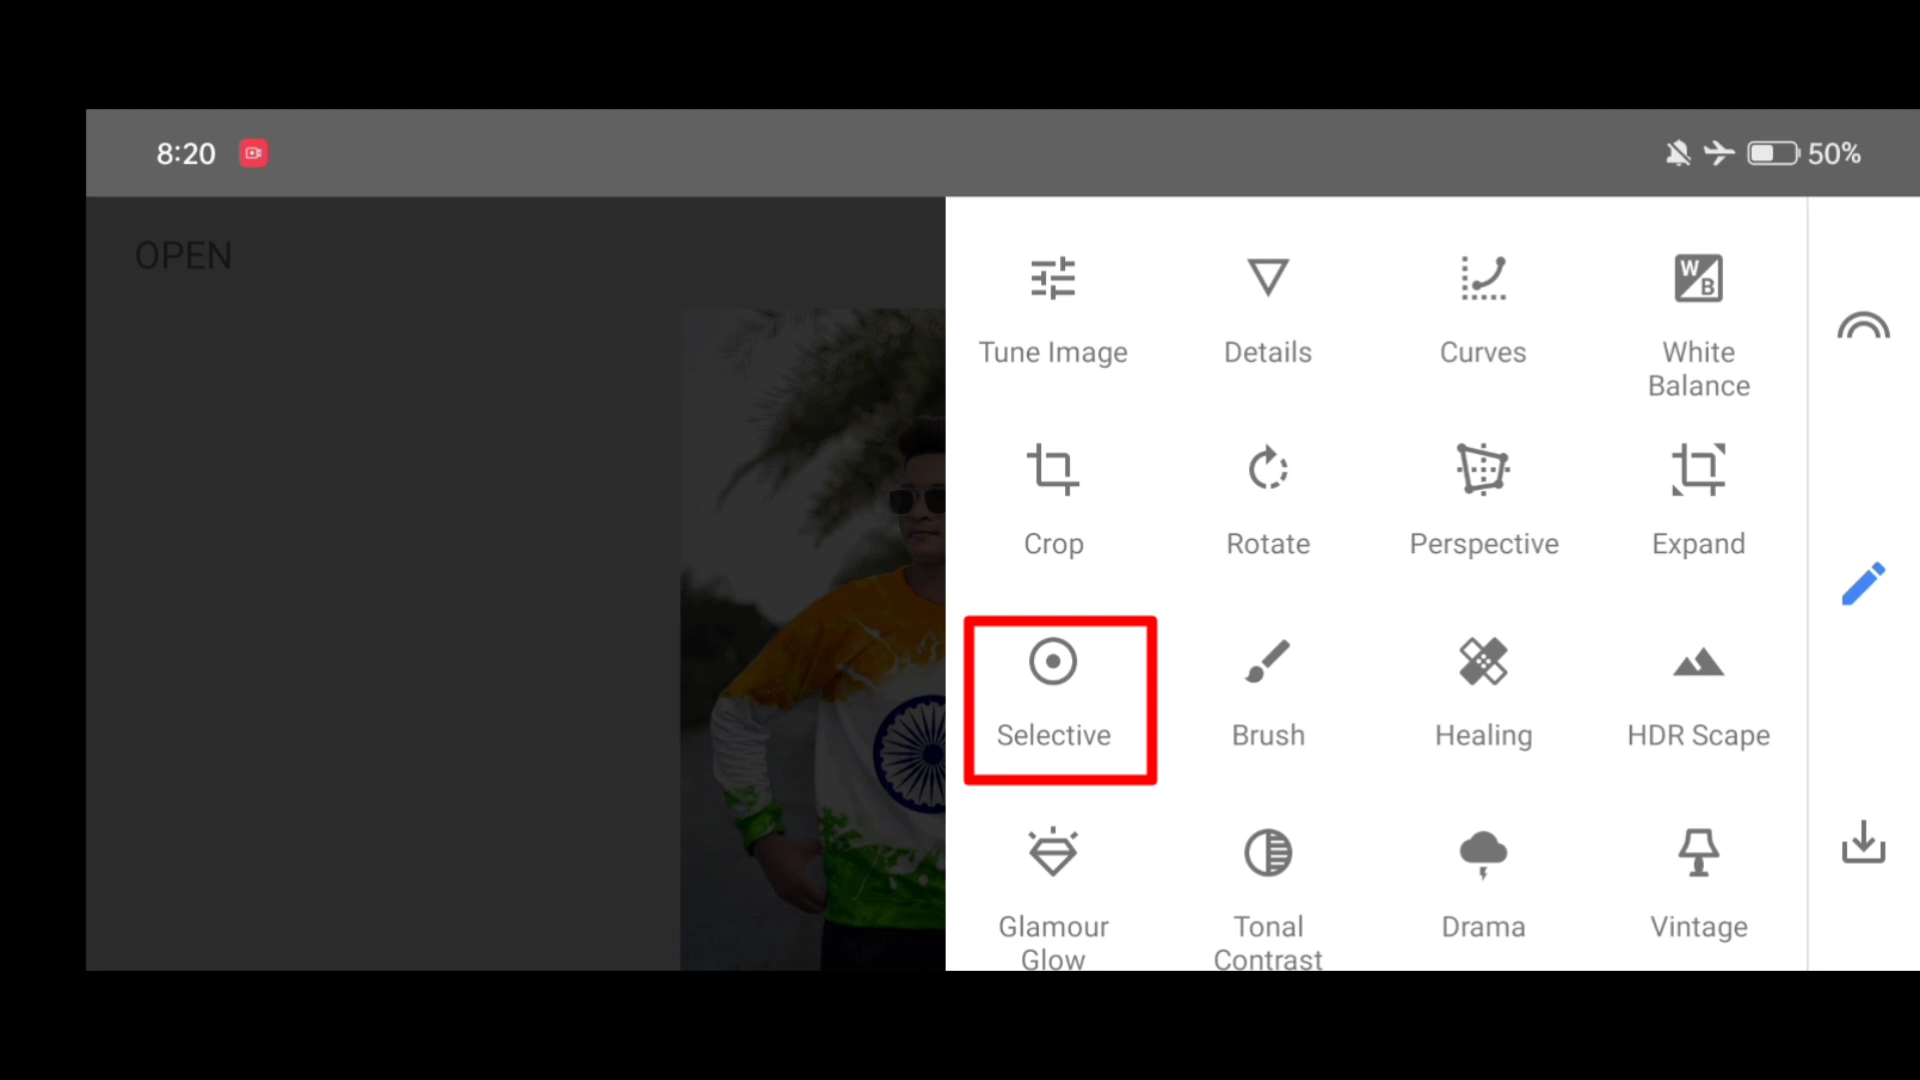 8:20
50%
OPEN
Tune Image
Details
Curves
White
Balance
W
B
Crop
Rotate
Perspective
Expand
Selective
Brush
Healing
HDR Scape
Glamour
Glow
Tonal
Contrast
Drama
Vintage